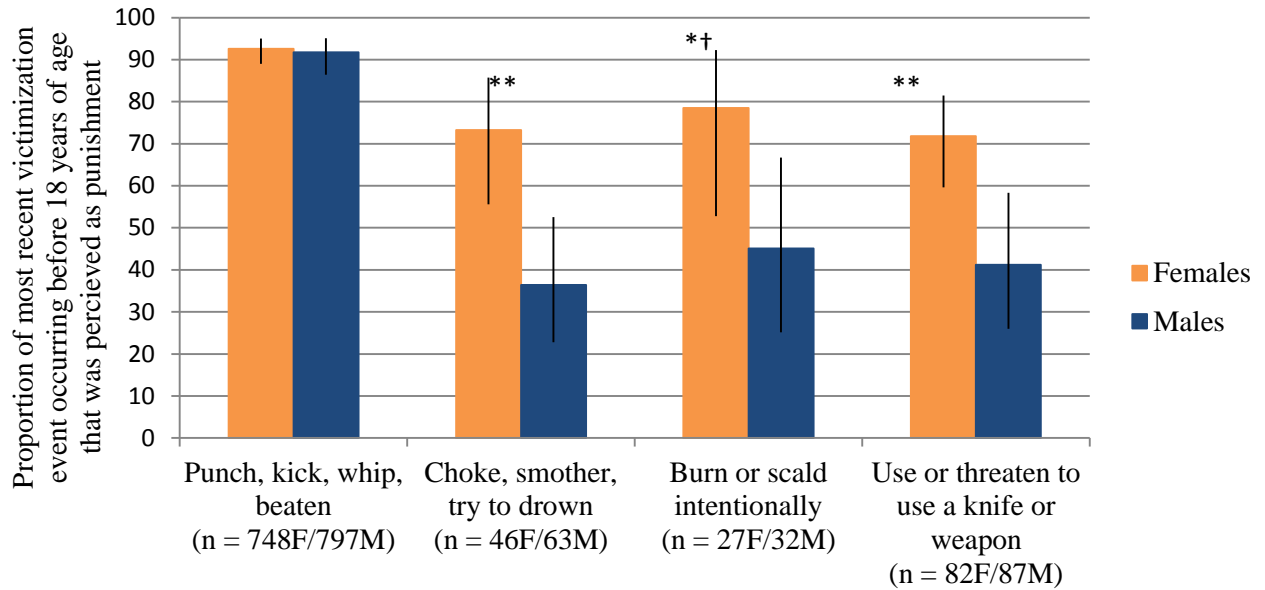 Proportion of most recent victimization
event occurring before 18 years of age
that was percieved as punishment
100
90
80
70
60
50
40
30
20
10
0
**
*†
**
Females
Males
Punch, kick, whip,
beaten
(n = 748F/797M)
Choke, smother,
try to drown
(n = 46F/63M)
Burn or scald
intentionally
(n = 27F/32M)
Use or threaten to
use a knife or
weapon
(n = 82F/87M)